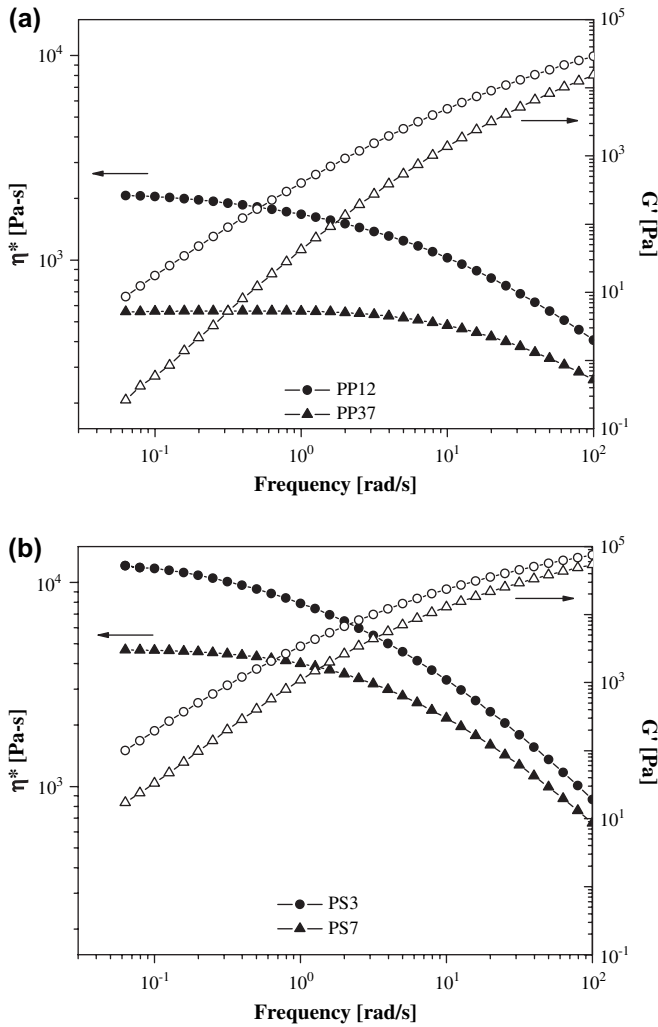 (a)
10^4
10^3
η* [Pa-s]
10^5
10^3
10^1
10^-1
G' [Pa]
PP12
PP37
10^-1
10^0
10^1
10^2
Frequency [rad/s]
(b)
10^4
10^3
η* [Pa-s]
10^5
10^3
10^1
10^-1
G' [Pa]
PS3
PS7
10^-1
10^0
10^1
10^2
Frequency [rad/s]